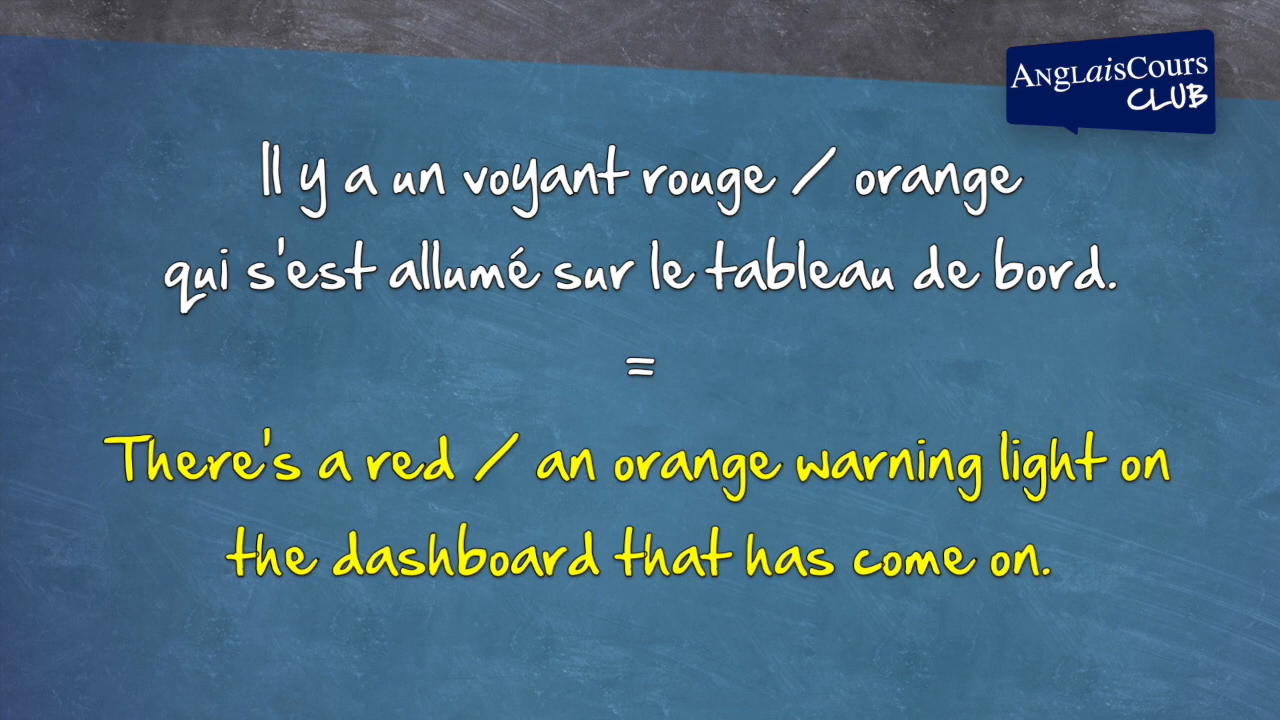 AnglaisCours
CLUB
Il y a un voyant rouge / orange
qui s'est allumé sur le tableau de bord.
=
There's a red / an orange warning light on
the dashboard that has come on.